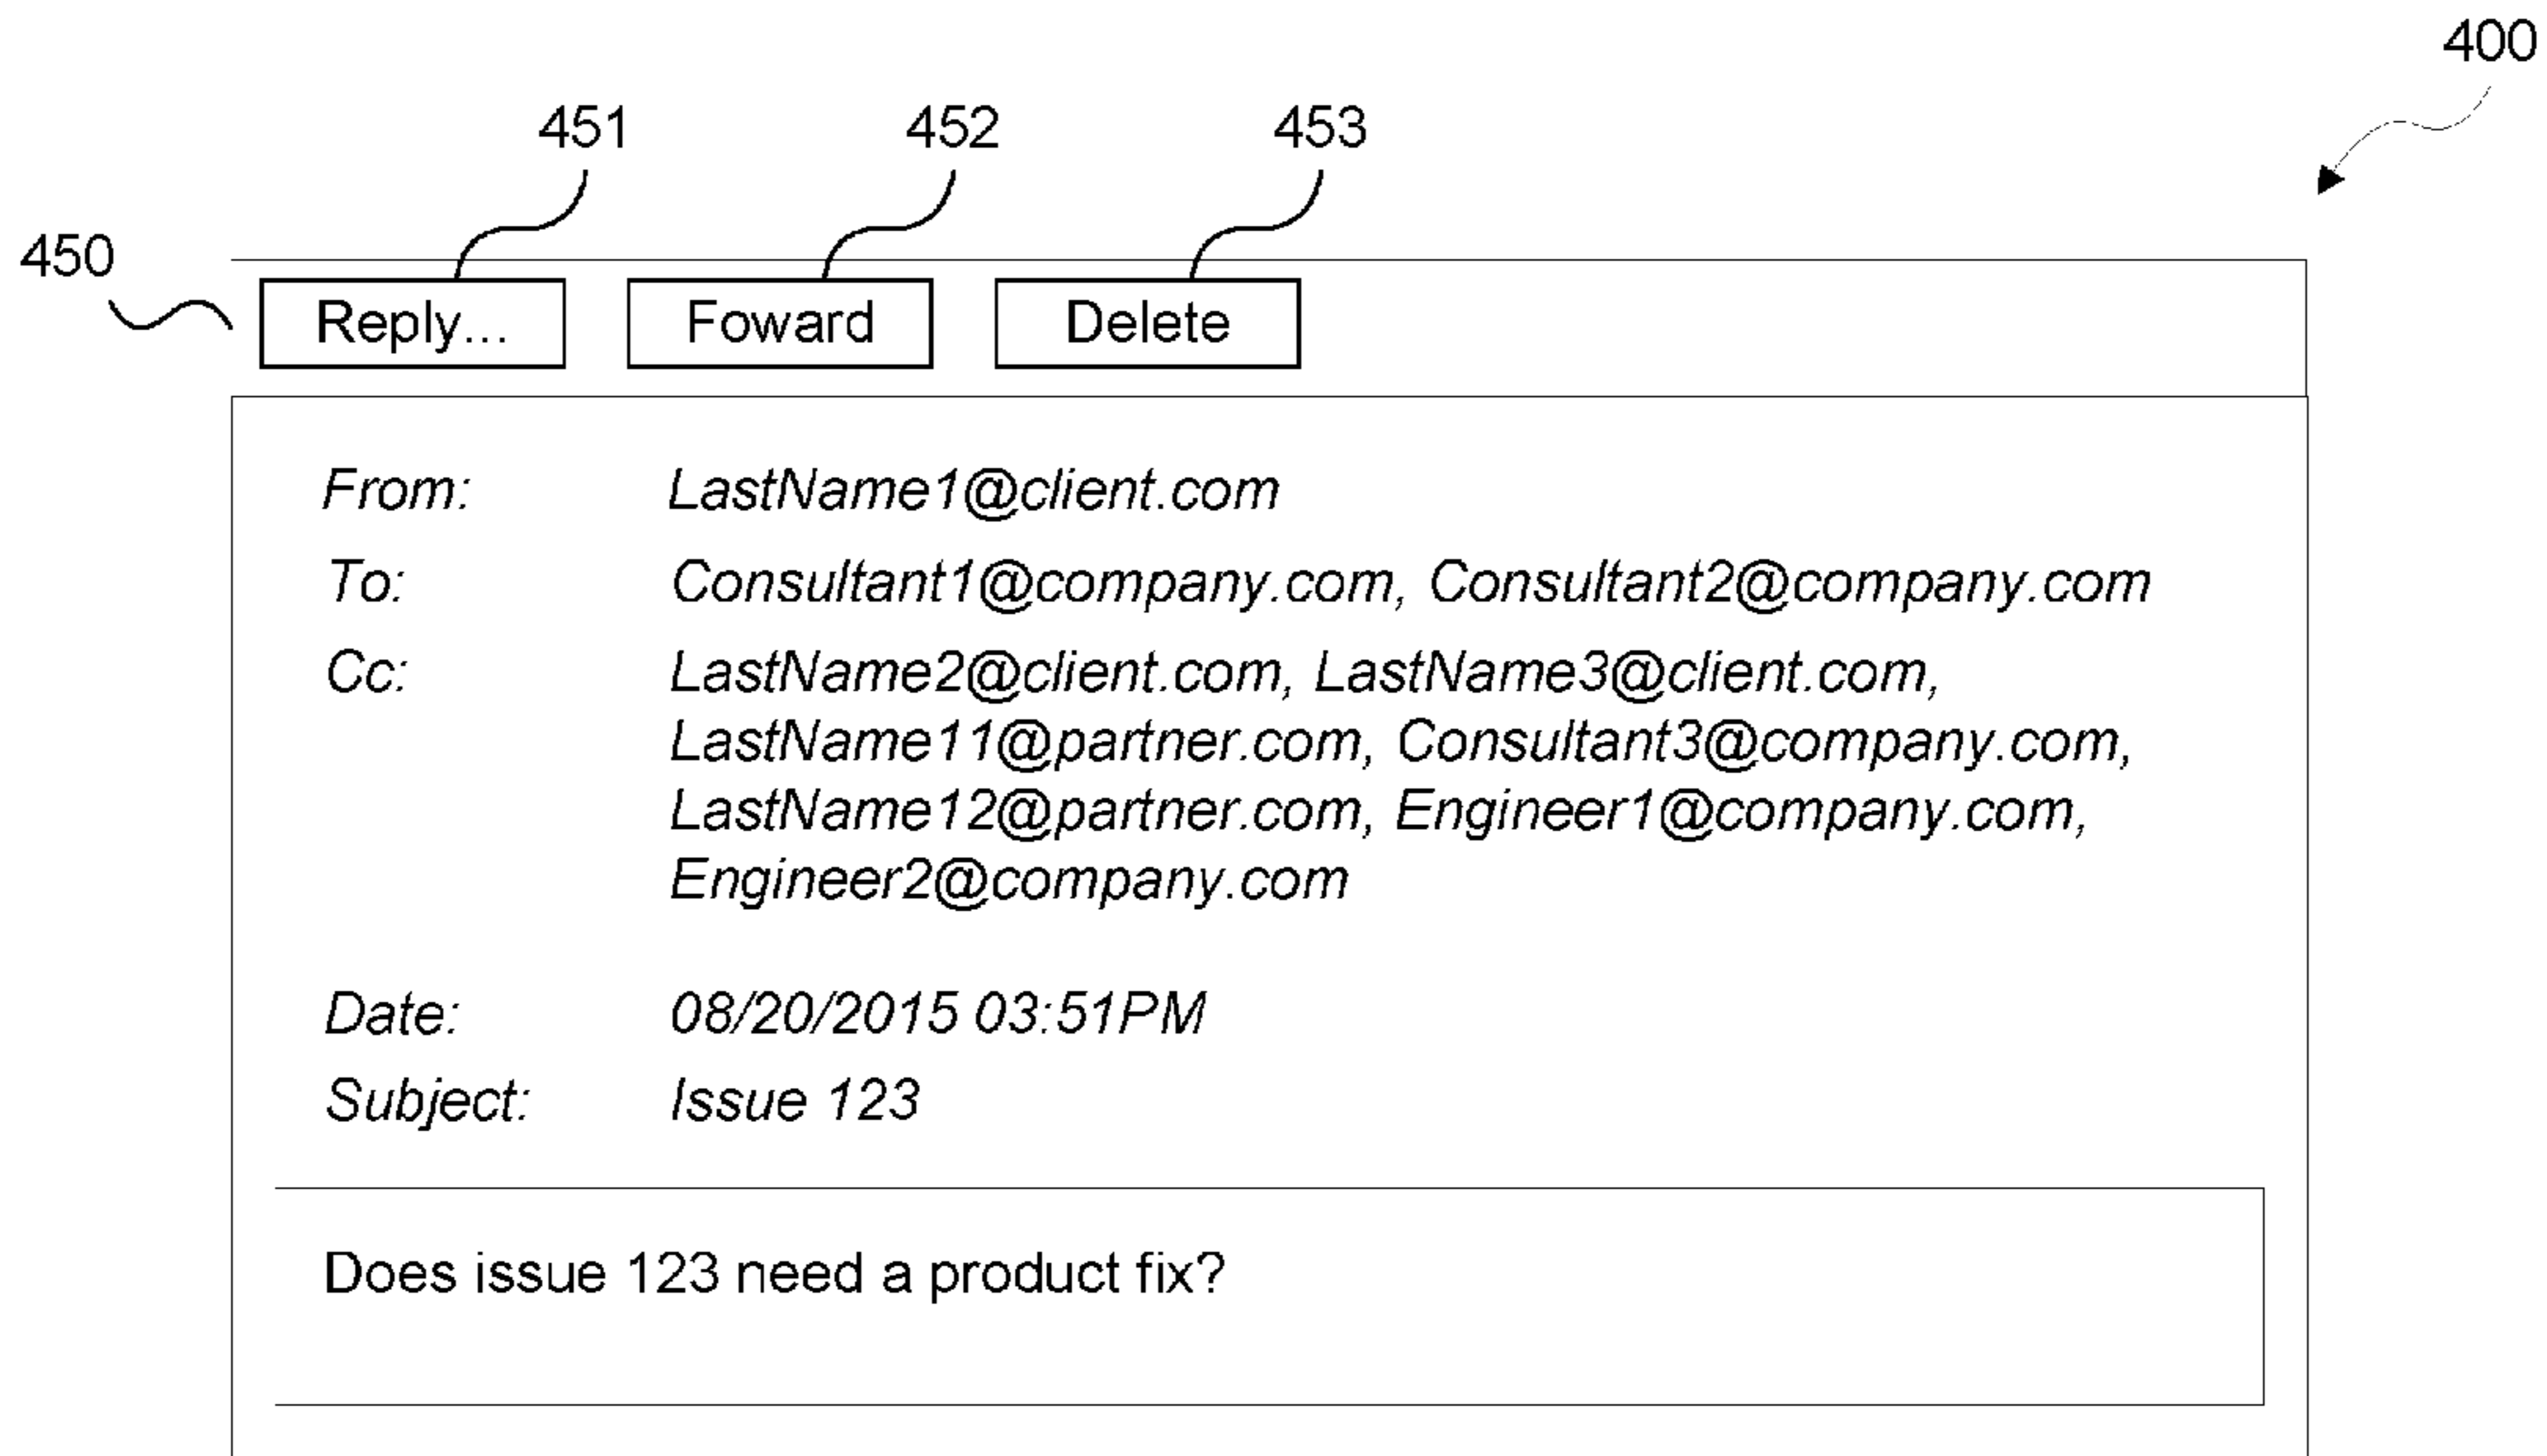 400
451 452 453
450
Reply... Foward Delete
From: LastName1@client.com
To: Consultant1@company.com, Consultant2@company.com
Cc: LastName2@client.com, LastName3@client.com,
LastName11@partner.com, Consultant3@company.com,
LastName12@partner.com, Engineer1@company.com,
Engineer2@company.com
Date: 08/20/2015 03:51PM
Subject: Issue 123
Does issue 123 need a product fix?